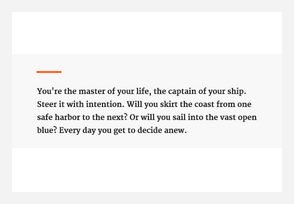 You're the master of your life, the captain of your ship.
Steer it with intention. Will you skirt the coast from one
safe harbor to the next? Or will you sail into the vast open
blue? Every day you get to decide anew.